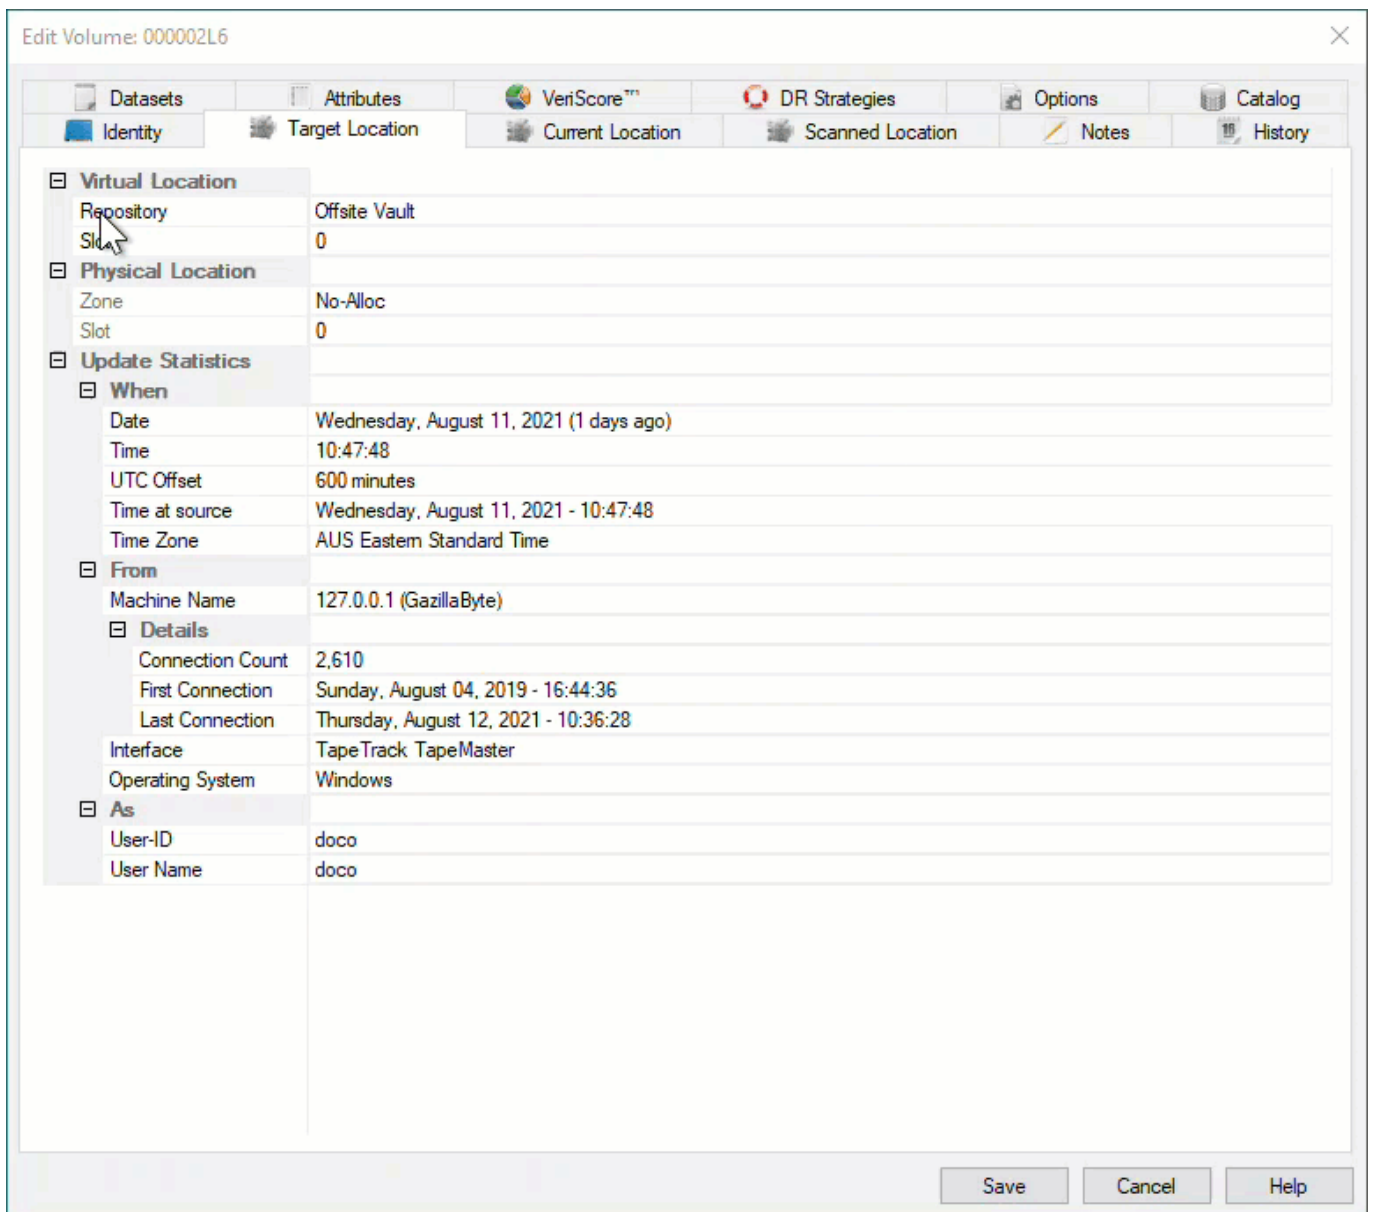 Edit Volume: 000002L6
Datasets Attributes VeriScore™ DR Strategies Options Catalog
Identity Target Location Current Location Scanned Location Notes History
Virtual Location
Repository Offsite Vault
0
Physical Location
Zone No-Alloc
Slot 0
Update Statistics
When
Date Wednesday, August 11, 2021 (1 days ago)
Time 10:47:48
UTC Offset 600 minutes
Time at source Wednesday, August 11, 2021 - 10:47:48
Time Zone AUS Eastern Standard Time
From
Machine Name 127.0.0.1 (GazillaByte)
Details
Connection Count 2,610
First Connection Sunday, August 04, 2019 - 16:44:36
Last Connection Thursday, August 12, 2021 - 10:36:28
Interface TapeTrack TapeMaster
Operating System Windows
As
User-ID doco
User Name doco
Save Cancel Help